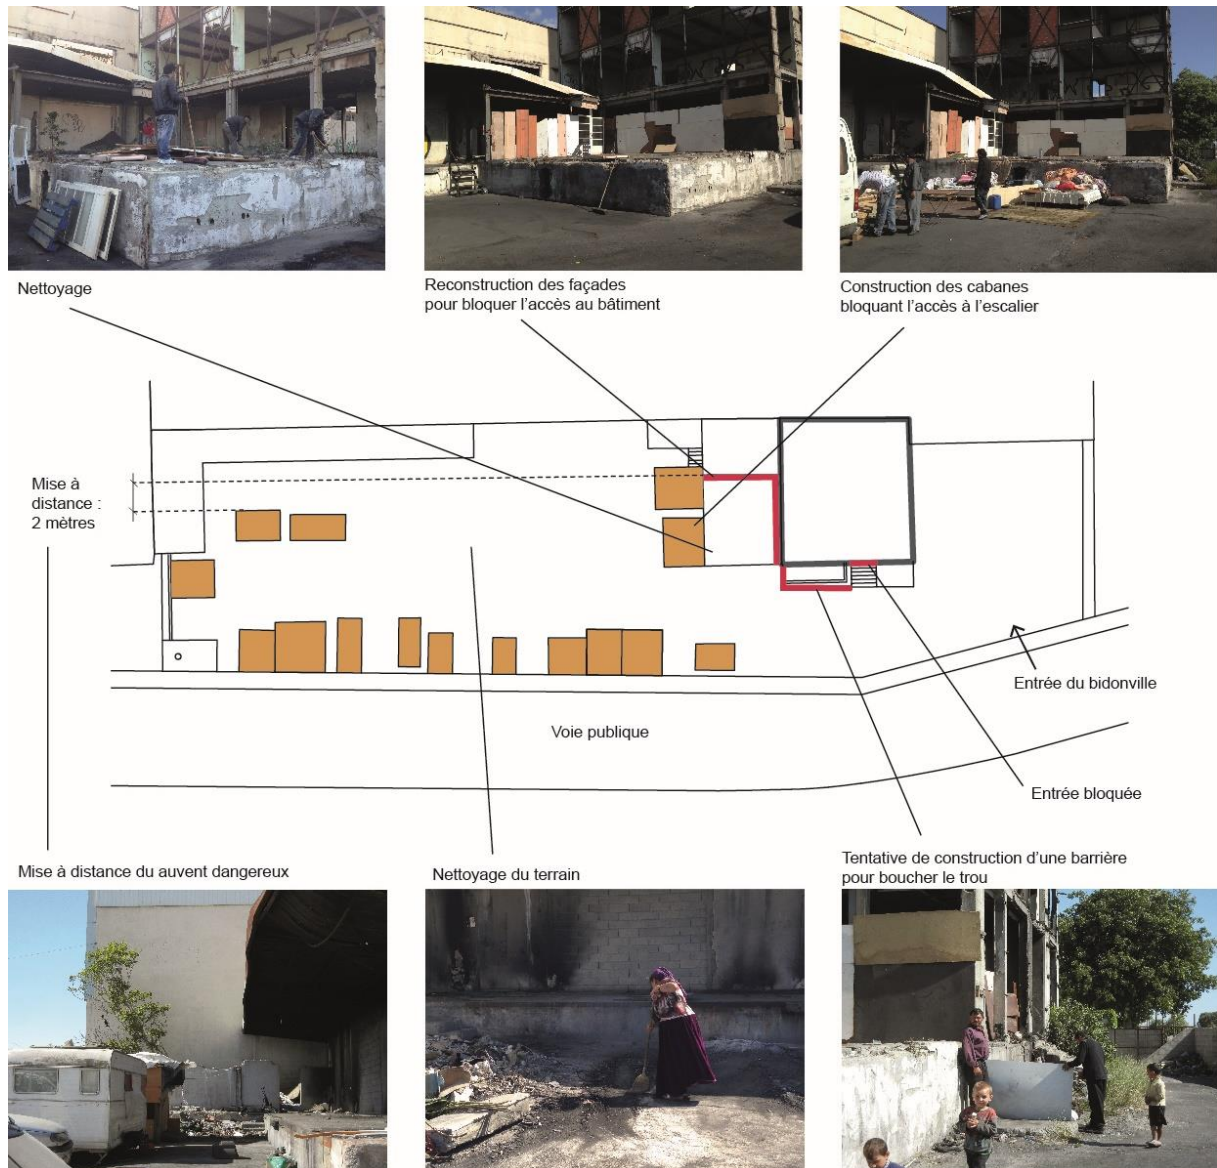 Nettoyage
Reconstruction des façades
pour bloquer l'accès au bâtiment
Construction des cabanes
bloquant l'accès à l'escalier
Mise à
distance :
2 mètres
Entrée du bidonville
Voie publique
Entrée bloquée
Mise à distance du auvent dangereux
Nettoyage du terrain
Tentative de construction d'une barrière
pour boucher le trou